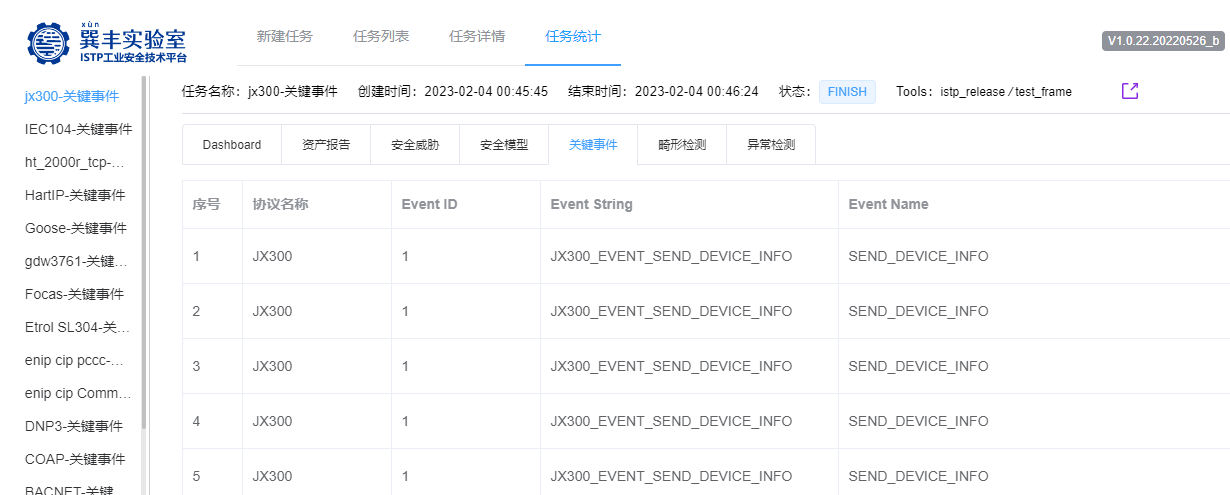 xùn
巽丰实验室
ISTP工业安全技术平台
新建任务 任务列表 任务详情 任务统计
V1.0.22.20220526_b
任务名称：jx300-关键事件 创建时间：2023-02-04 00:45:45 结束时间：2023-02-04 00:46:24 状态： FINISH Tools：istp_release / test_frame
jx300-关键事件
IEC104-关键事件
ht_2000r_tcp-...
HartIP-关键事件
Goose-关键事件
gdw3761-关键...
Focas-关键事件
Etrol SL304-关...
enip cip pccc-...
enip cip Comm...
DNP3-关键事件
COAP-关键事件
BACNET-关键
Dashboard 资产报告 安全威胁 安全模型 关键事件 畸形检测 异常检测
序号 协议名称 Event ID Event String Event Name
1 JX300 1 JX300_EVENT_SEND_DEVICE_INFO SEND_DEVICE_INFO
2 JX300 1 JX300_EVENT_SEND_DEVICE_INFO SEND_DEVICE_INFO
3 JX300 1 JX300_EVENT_SEND_DEVICE_INFO SEND_DEVICE_INFO
4 JX300 1 JX300_EVENT_SEND_DEVICE_INFO SEND_DEVICE_INFO
5 JX300 1 JX300_EVENT_SEND_DEVICE_INFO SEND_DEVICE_INFO